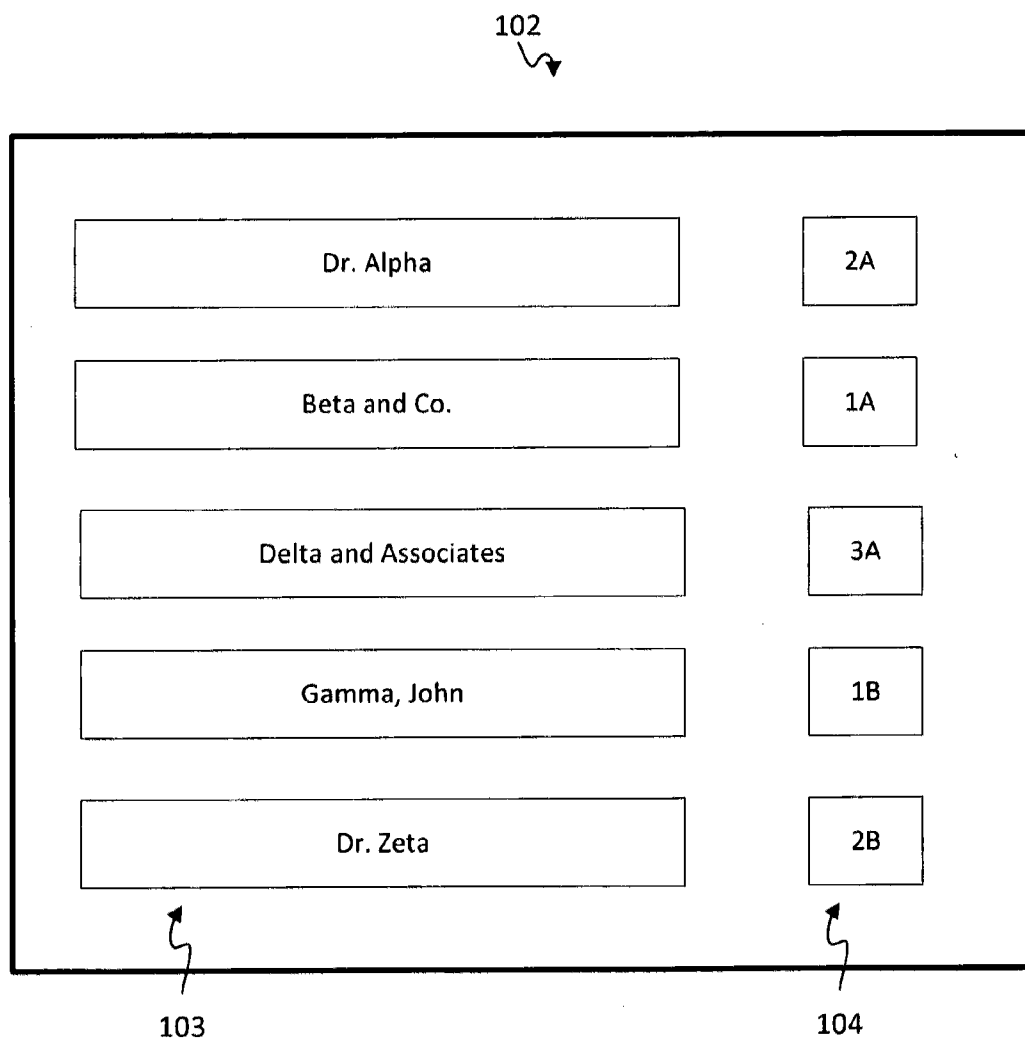 102
Dr. Alpha 2A
Beta and Co. 1A
Delta and Associates 3A
Gamma, John 1B
Dr. Zeta 2B
103 104